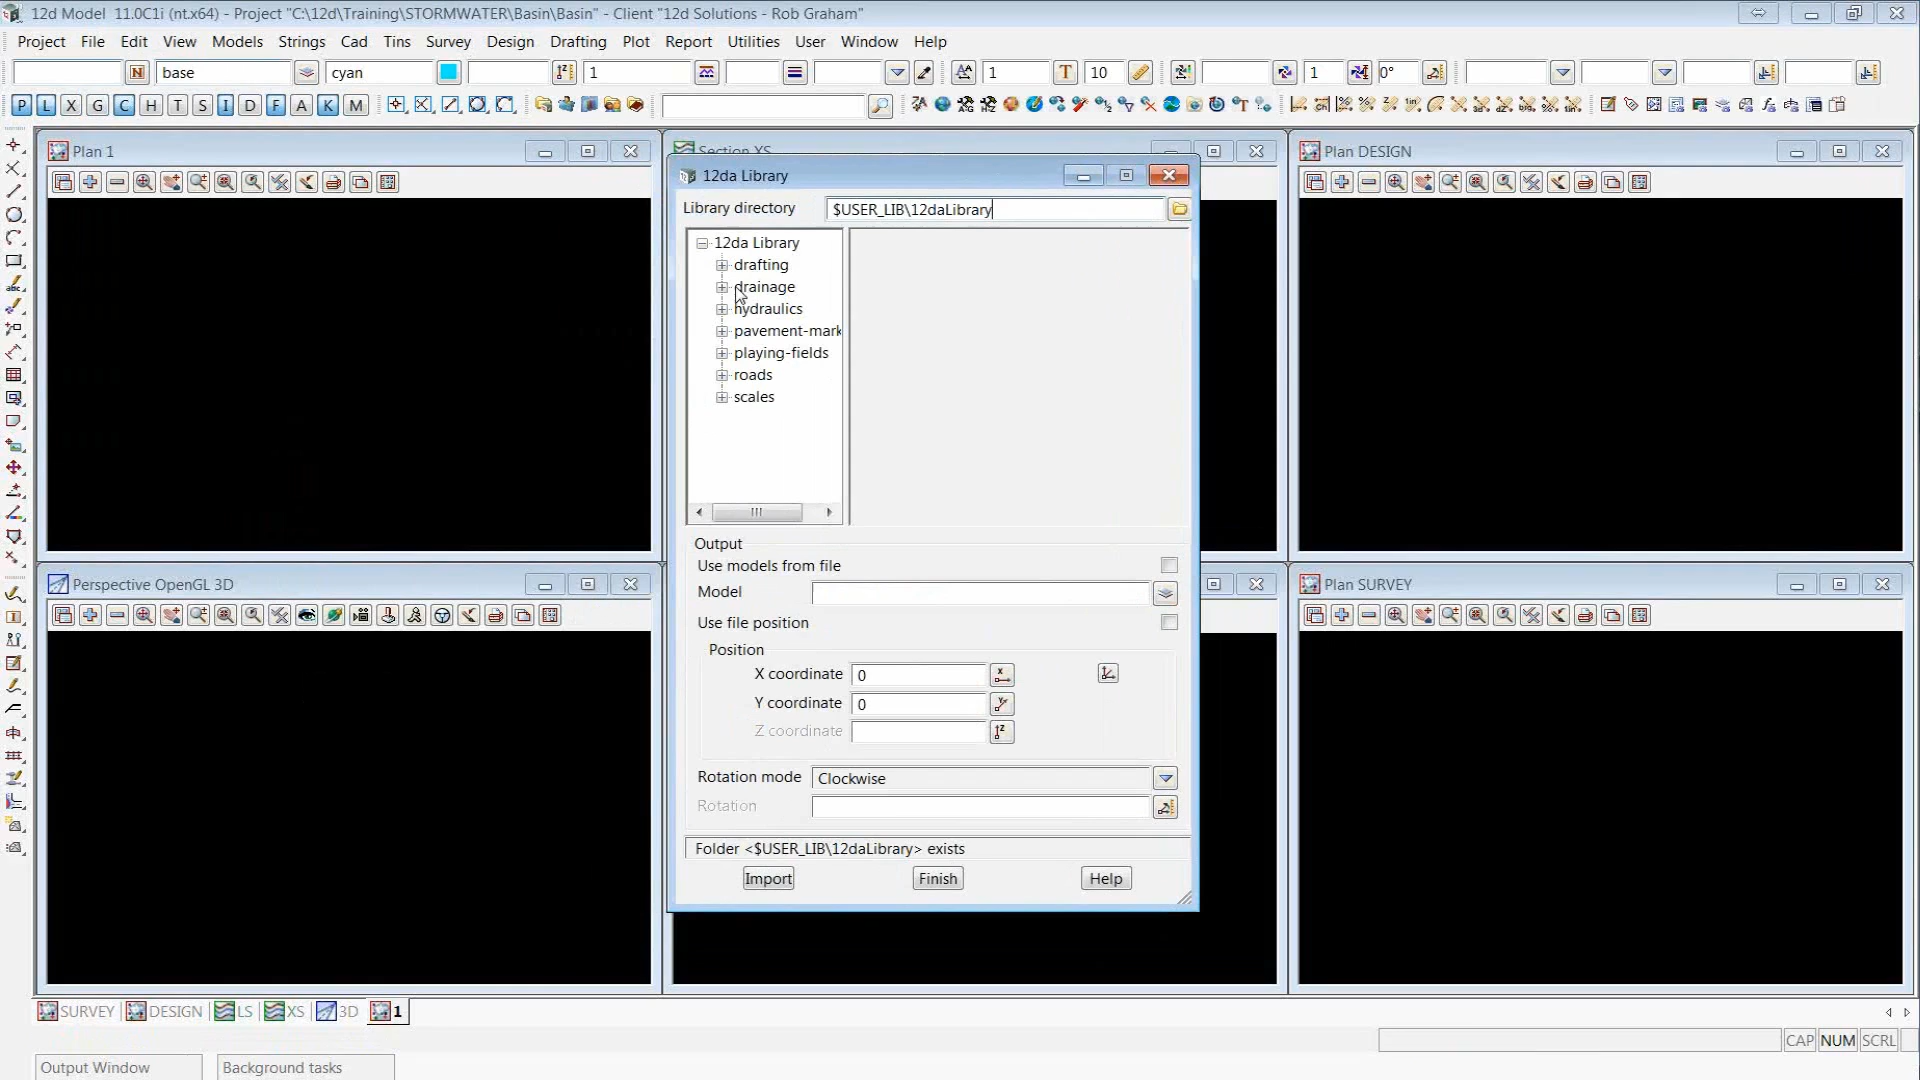 12d Model 11.0C1i (nt.x64) - Project "C:\12d\Training\STORMWATER\Basin\Basin" - Client "12d Solutions - Rob Graham"
Project File Edit View Models Strings Cad Tins Survey Design Drafting Plot Report Utilities User Window Help
N base cyan 1 1 T 10 1 0°
P L X G C H T S I D F A K M
Plan 1
Section XS
Plan DESIGN
12da Library
Library directory $USER_LIB\12daLibrary
12da Library
drafting
drainage
hydraulics
pavement-mark
playing-fields
roads
scales
Output
Use models from file
Model
Use file position
Position
X coordinate 0
Y coordinate 0
Z coordinate
Rotation mode Clockwise
Rotation
Folder <$USER_LIB\12daLibrary> exists
Import Finish Help
Perspective OpenGL 3D
Plan SURVEY
SURVEY DESIGN LS XS 3D 1
CAP NUM SCRL
Output Window Background tasks